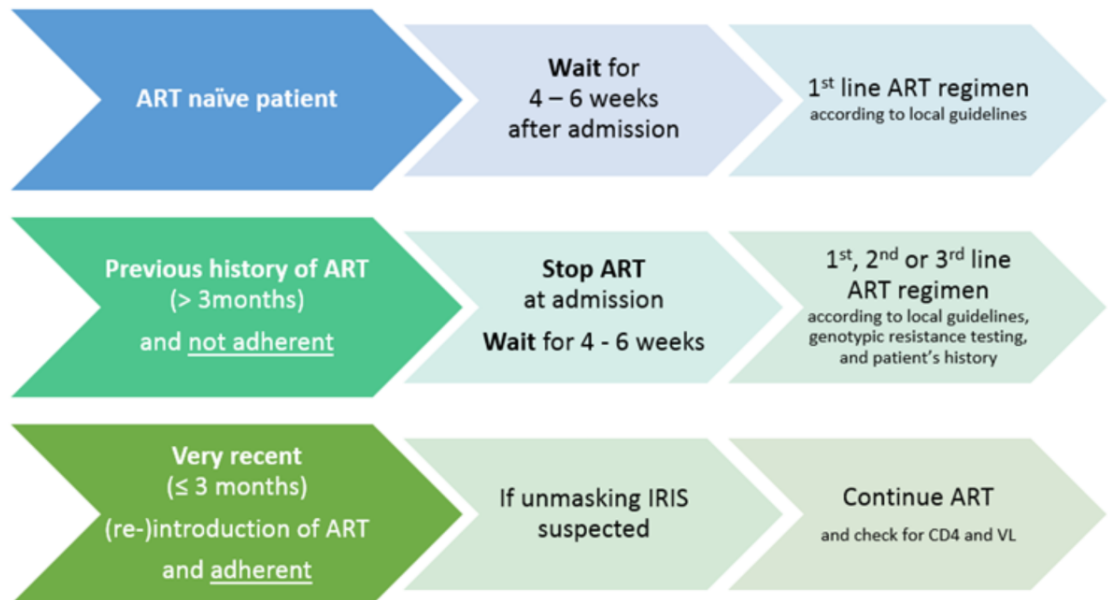 ART naïve patient
Wait for
4 – 6 weeks
after admission
1st line ART regimen
according to local guidelines
Previous history of ART
(> 3months)
and not adherent
Stop ART
at admission
Wait for 4 - 6 weeks
1st, 2nd or 3rd line
ART regimen
according to local guidelines,
genotypic resistance testing,
and patient's history
Very recent
(≤ 3 months)
(re-)introduction of ART
and adherent
If unmasking IRIS
suspected
Continue ART
and check for CD4 and VL